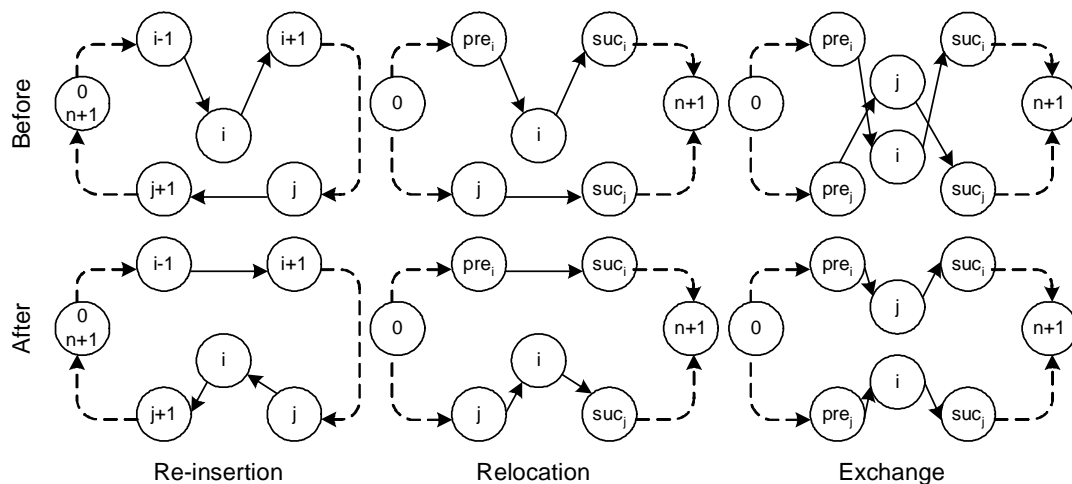 Before
i-1
i+1
0
n+1
i
j+1
j
pre_i
suc_i
0
n+1
i
j
suc_j
pre_i
suc_i
j
0
n+1
i
pre_j
suc_j
After
i-1
i+1
0
n+1
i
j+1
j
pre_i
suc_i
0
n+1
i
j
suc_j
pre_i
suc_i
j
0
n+1
i
pre_j
suc_j
Re-insertion
Relocation
Exchange